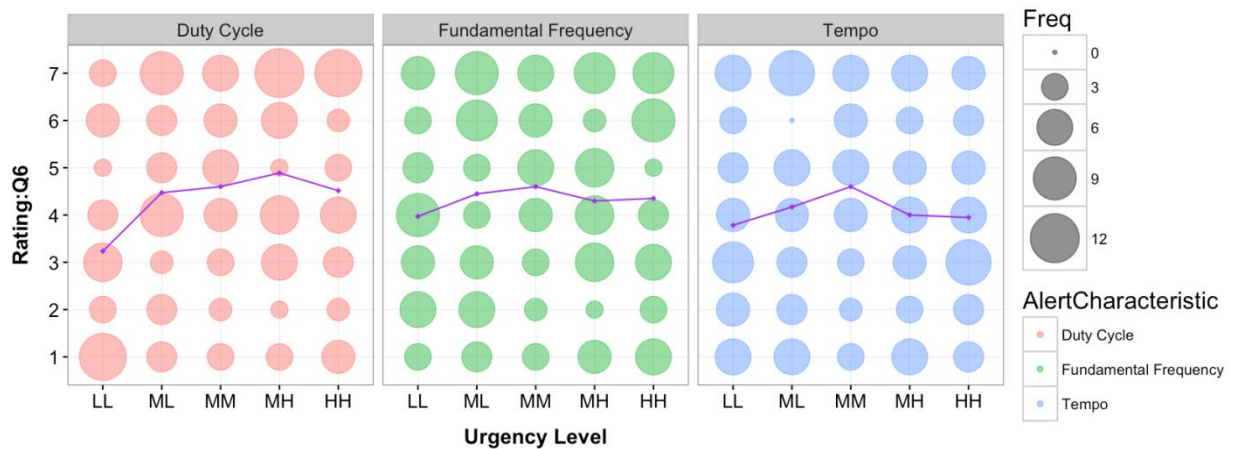 Duty Cycle
Fundamental Frequency
Tempo
Rating:Q6
7
6
5
4
3
2
1
LL ML MM MH HH
LL ML MM MH HH
LL ML MM MH HH
Urgency Level
Freq
0
3
6
9
12
AlertCharacteristic
Duty Cycle
Fundamental Frequency
Tempo